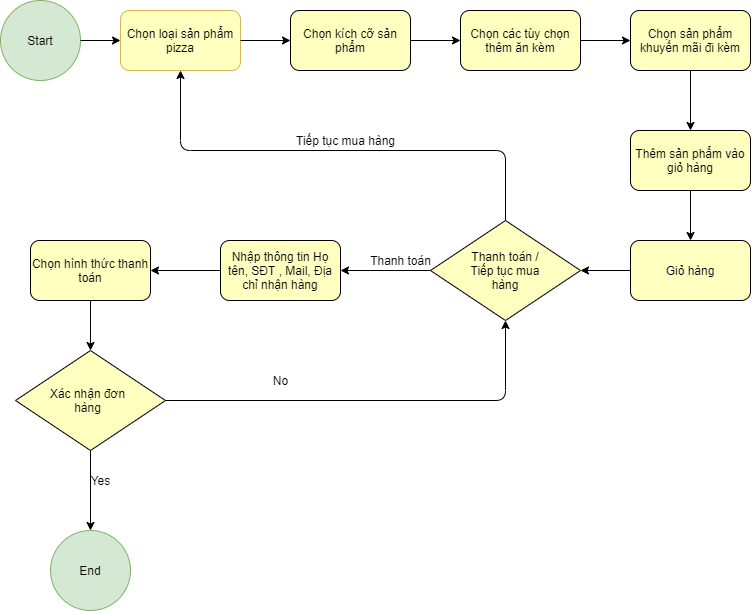 Start
Chọn loại sản phẩm
pizza
Chọn kích cỡ sản
phẩm
Chọn các tùy chọn
thêm ăn kèm
Chọn sản phẩm
khuyến mãi đi kèm
Tiếp tục mua hàng
Thêm sản phẩm vào
giỏ hàng
Chọn hình thức thanh
toán
Nhập thông tin Họ
tên, SĐT , Mail, Địa
chỉ nhận hàng
Thanh toán
Thanh toán /
Tiếp tục mua
hàng
Giỏ hàng
Xác nhận đơn
hàng
No
Yes
End